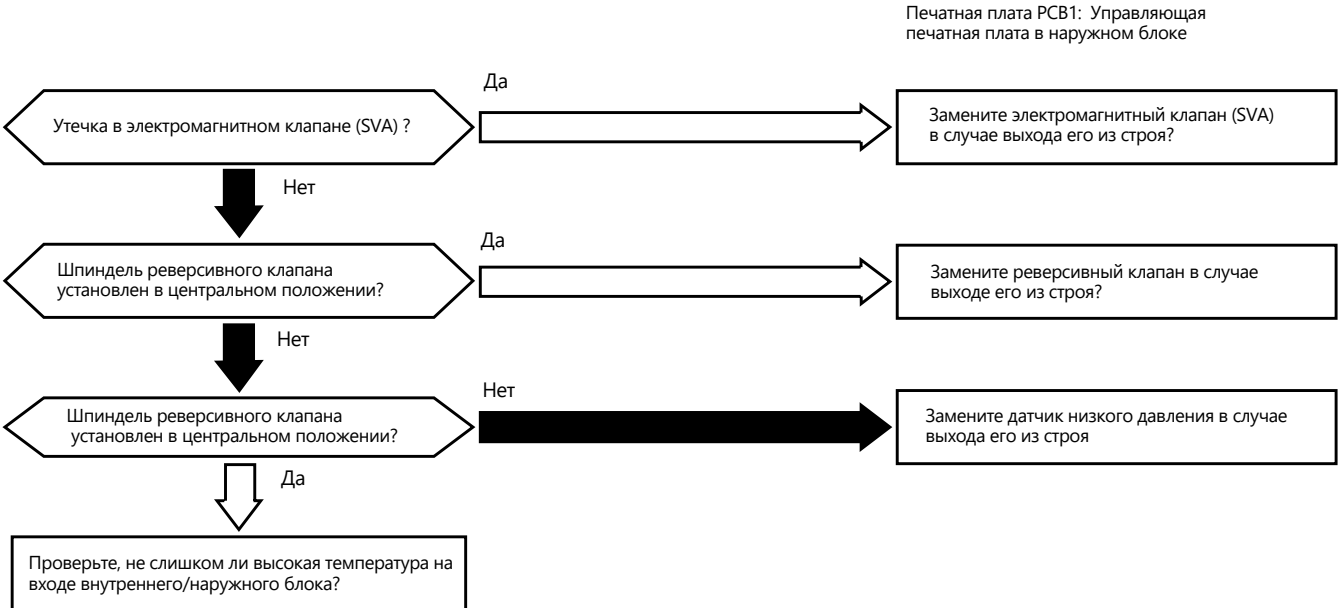 Печатная плата PCB1: Управляющая
печатная плата в наружном блоке
Да
Утечка в электромагнитном клапане (SVA) ?
Замените электромагнитный клапан (SVA)
в случае выхода его из строя?
Нет
Да
Шпиндель реверсивного клапана
установлен в центральном положении?
Замените реверсивный клапан в случае
выходе его из строя?
Нет
Нет
Шпиндель реверсивного клапана
установлен в центральном положении?
Замените датчик низкого давления в случае
выхода его из строя
Да
Проверьте, не слишком ли высокая температура на
входе внутреннего/наружного блока?